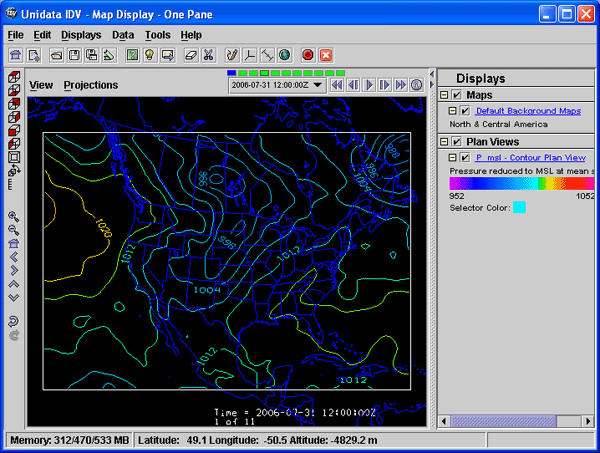 Unidata IDV - Map Display - One Pane
File Edit Displays Data Tools Help
View Projections
2006-07-31 12:00:00Z
Displays
Maps
Default Background Maps
North & Central America
Plan Views
P_msl - Contour Plan View
Pressure reduced to MSL at mean s
952 1052
Selector Color:
988
996
996
1004
1020
996
1012
1012
1004
1012
1012
Time = 2006-07-31 12:00:00Z
1 of 11
Memory: 312/470/533 MB Latitude: 49.1 Longitude: -50.5 Altitude: -4829.2 m